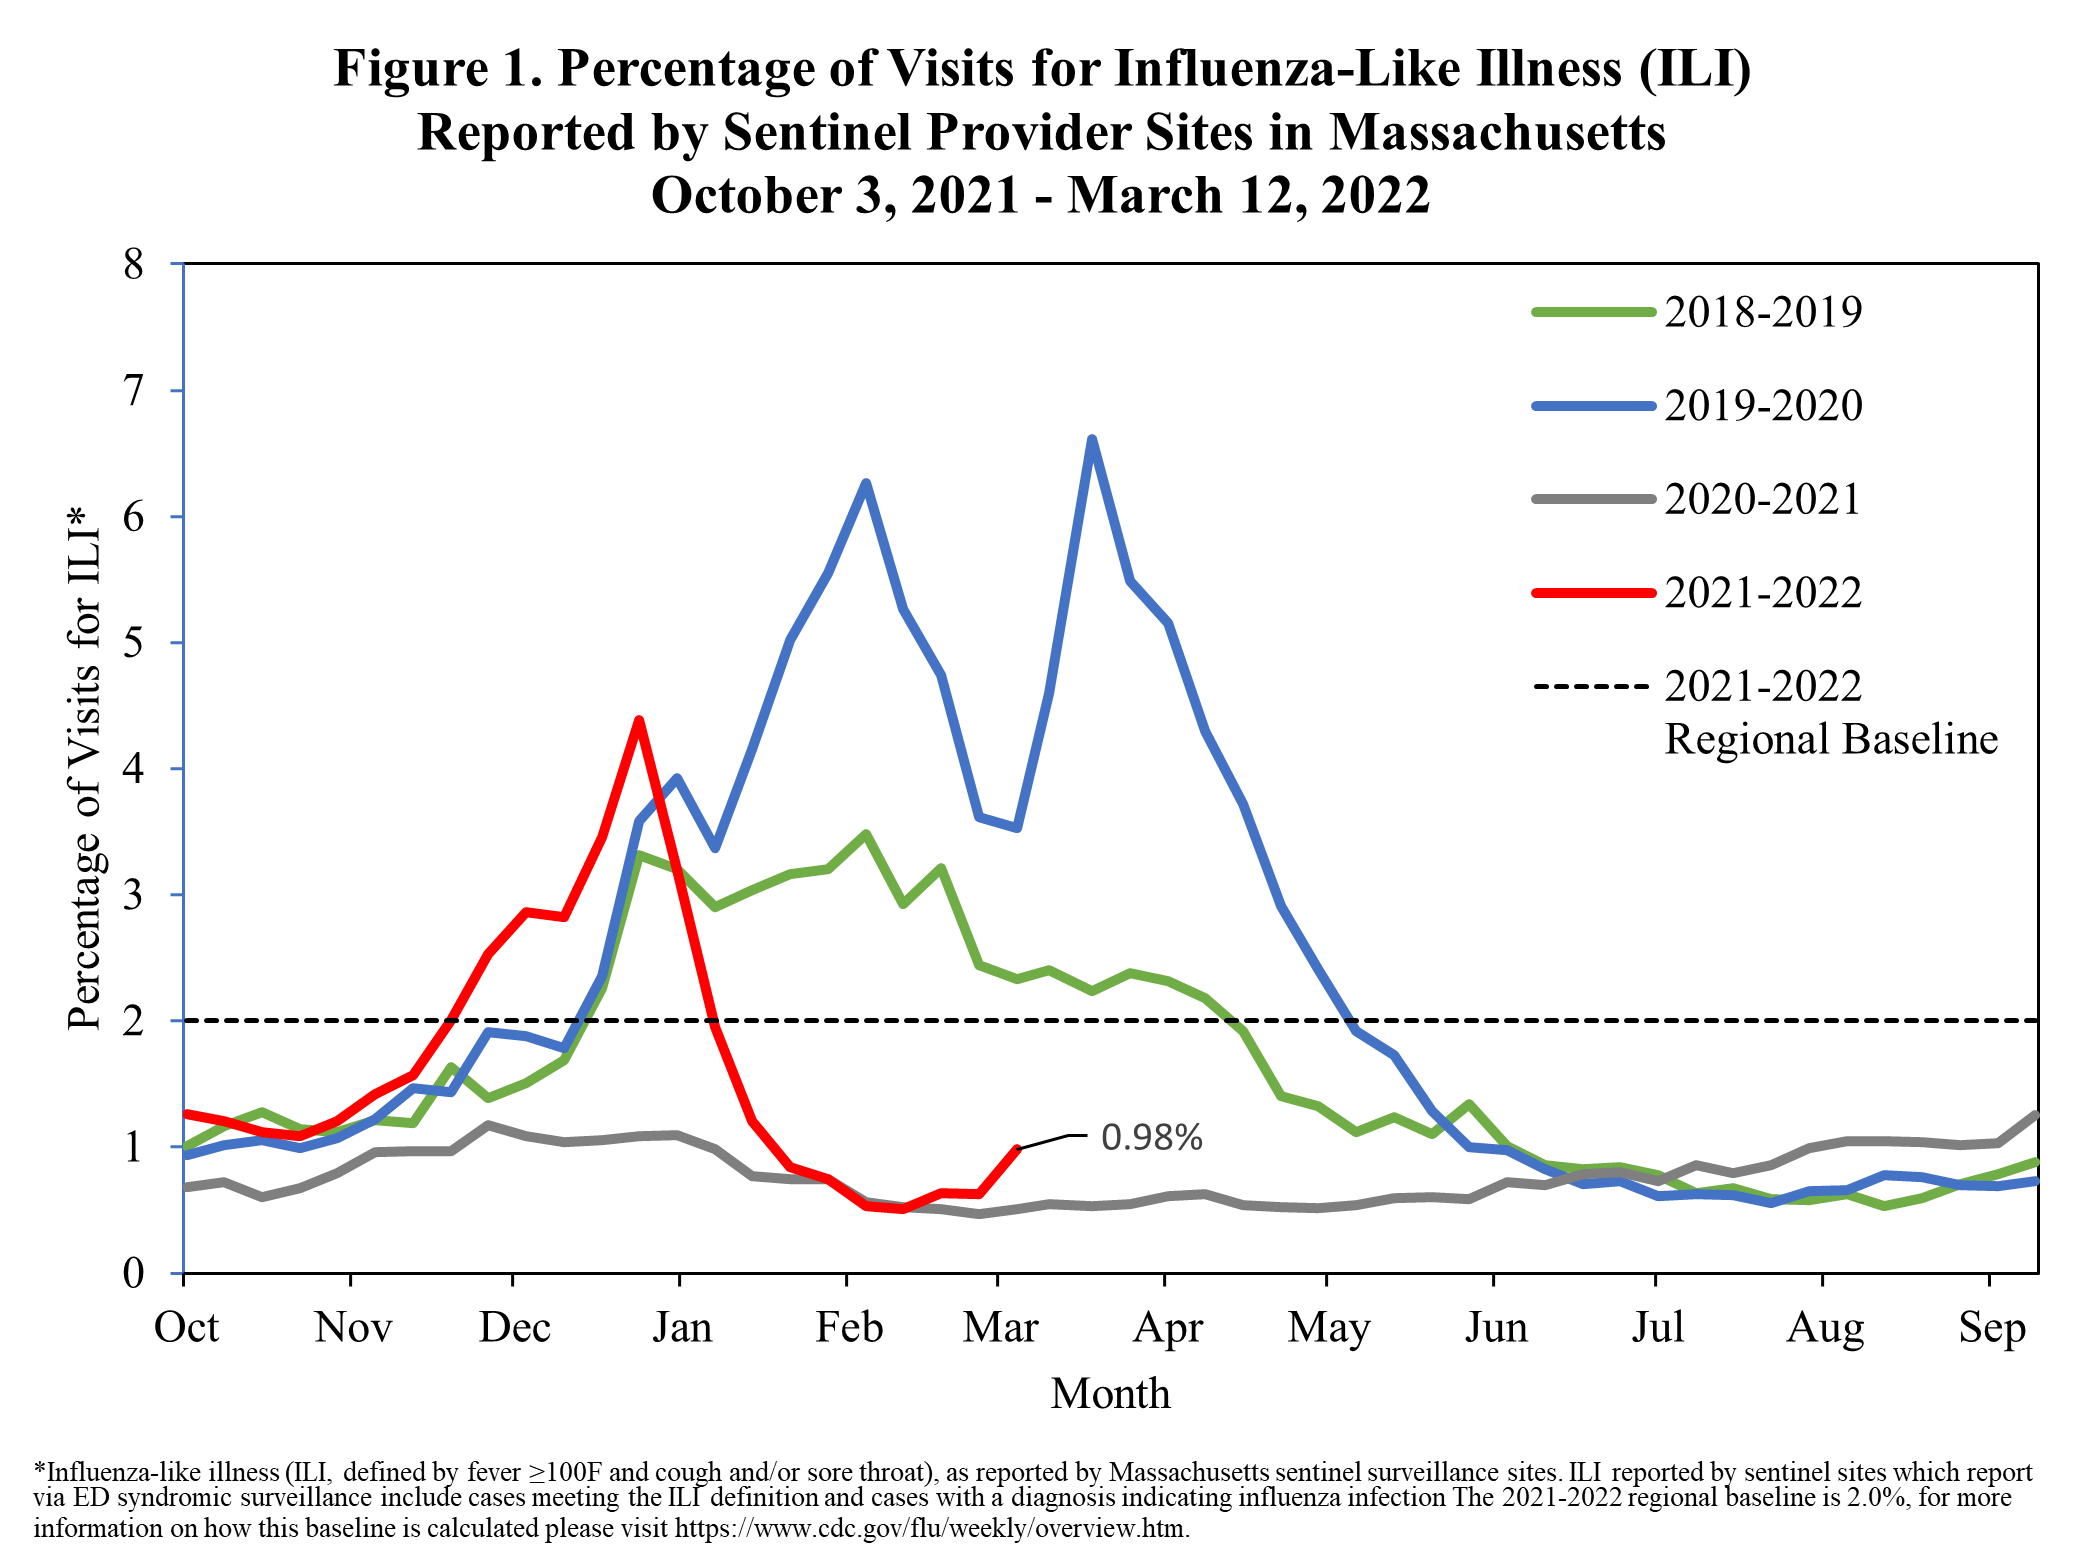 Figure 1. Percentage of Visits for Influenza-Like Illness (ILI)
Reported by Sentinel Provider Sites in Massachusetts
October 3, 2021 - March 12, 2022
8
7
6
5
4
3
2
1
0
Percentage of Visits for ILI*
2018-2019
2019-2020
2020-2021
2021-2022
2021-2022
Regional Baseline
0.98%
Oct Nov Dec Jan Feb Mar Apr May Jun Jul Aug Sep
Month
*Influenza-like illness (ILI, defined by fever ≥100F and cough and/or sore throat), as reported by Massachusetts sentinel surveillance sites. ILI reported by sentinel sites which report
via ED syndromic surveillance include cases meeting the ILI definition and cases with a diagnosis indicating influenza infection The 2021-2022 regional baseline is 2.0%, for more
information on how this baseline is calculated please visit https://www.cdc.gov/flu/weekly/overview.htm.